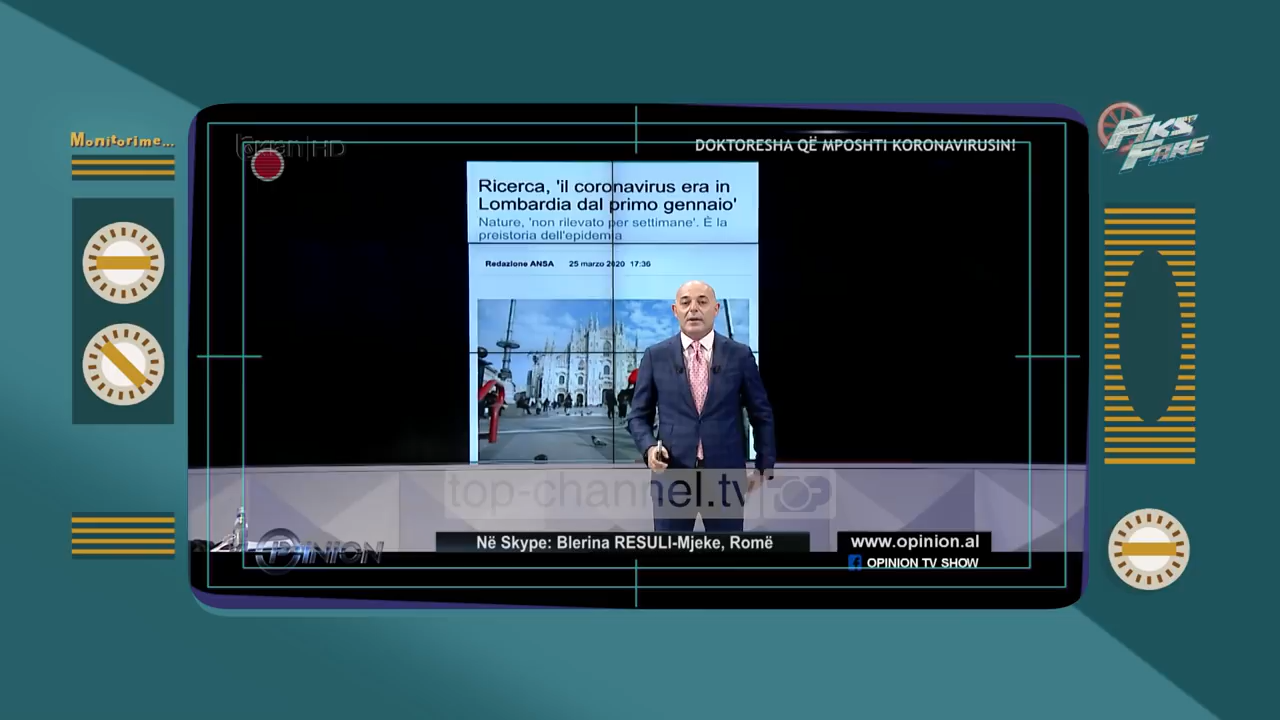 Monitorime...
FIKS
FARE
DOKTORESHA QË MPOSHTI KORONAVIRUSIN!
Ricerca, 'il coronavirus era in
Lombardia dal primo gennaio'
Nature, 'non rilevato per settimane'. È la
preistoria dell'epidemia
Redazione ANSA 25 marzo 2020 17:36
top-channel.tv
OPINION
Në Skype: Blerina RESULI-Mjeke, Romë
www.opinion.al
OPINION TV SHOW